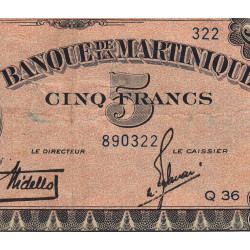 322
BANQUE DE LA MARTINIQUE
5
CINQ FRANCS
LE DIRECTEUR 890322 LE CAISSIER
Q 36